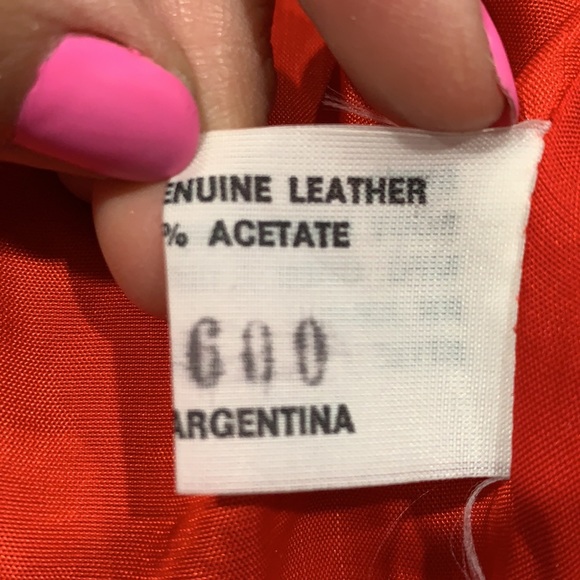 ENUINE LEATHER
% ACETATE
600
ARGENTINA